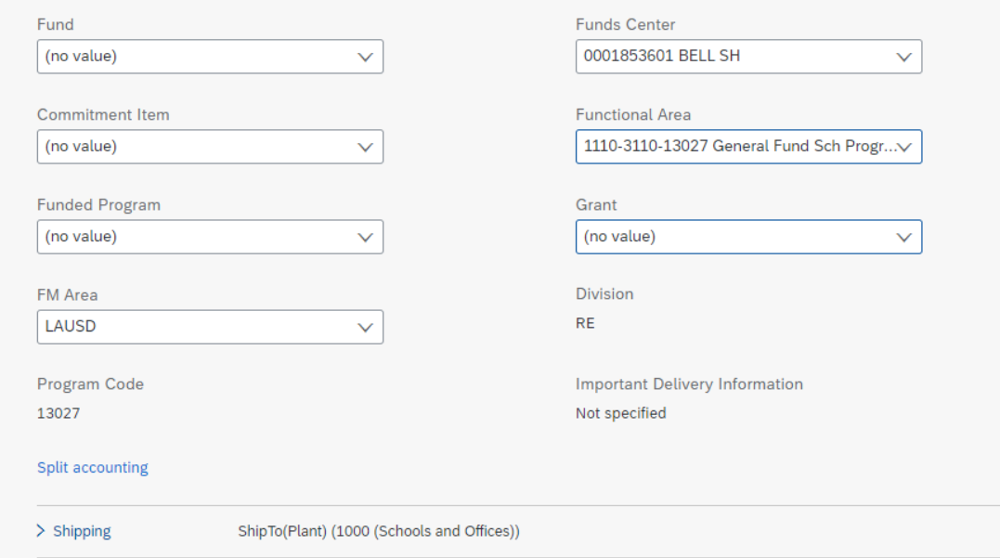 Fund
Funds Center
(no value)
0001853601 BELL SH
Commitment Item
Functional Area
(no value)
1110-3110-13027 General Fund Sch Progr...
Funded Program
Grant
(no value)
(no value)
FM Area
Division
LAUSD
RE
Program Code
Important Delivery Information
13027
Not specified
Split accounting
Shipping
ShipTo(Plant) (1000 (Schools and Offices))